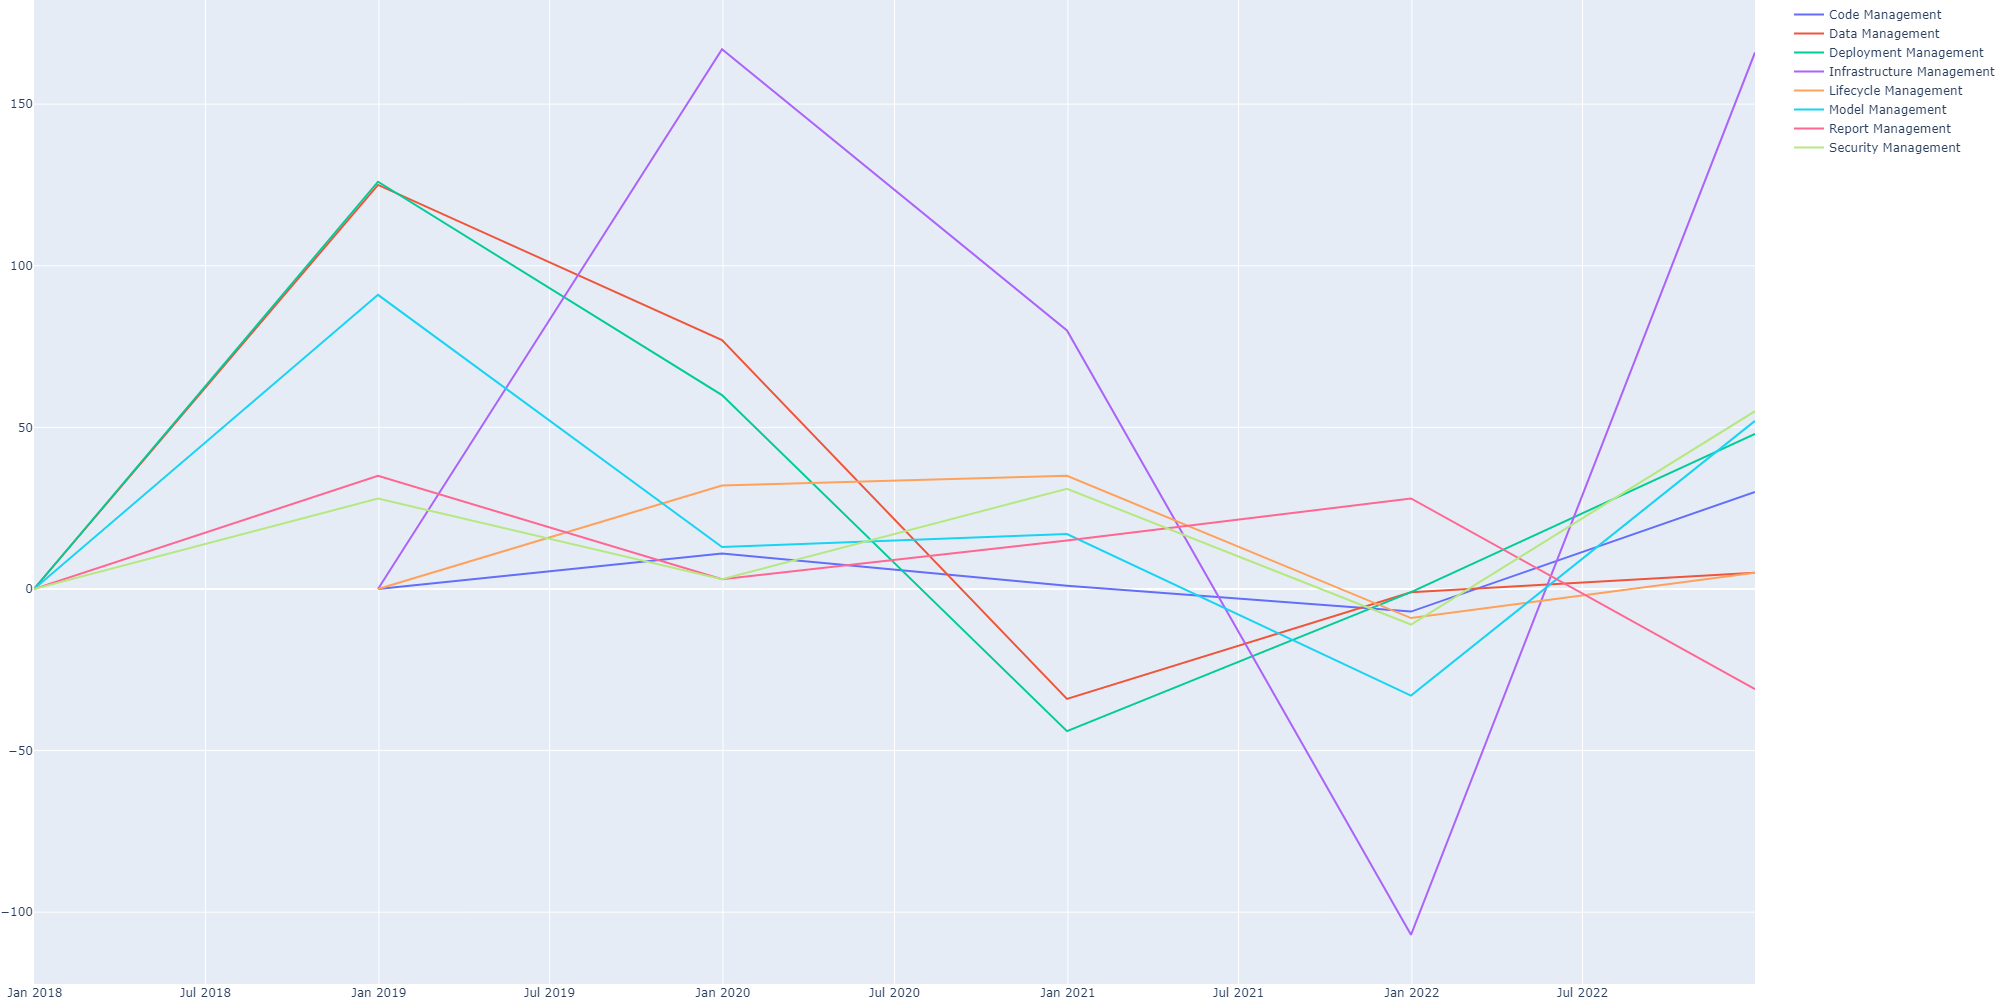 Code Management
Data Management
Deployment Management
Infrastructure Management
Lifecycle Management
Model Management
Report Management
Security Management
150
100
50
0
−50
−100
Jan 2018 Jul 2018 Jan 2019 Jul 2019 Jan 2020 Jul 2020 Jan 2021 Jul 2021 Jan 2022 Jul 2022